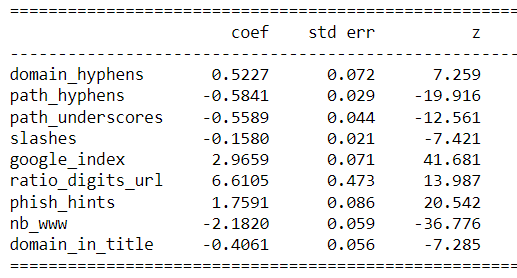 ==================================================
coef std err z
--------------------------------------------------
domain_hyphens 0.5227 0.072 7.259
path_hyphens -0.5841 0.029 -19.916
path_underscores -0.5589 0.044 -12.561
slashes -0.1580 0.021 -7.421
google_index 2.9659 0.071 41.681
ratio_digits_url 6.6105 0.473 13.987
phish_hints 1.7591 0.086 20.542
nb_www -2.1820 0.059 -36.776
domain_in_title -0.4061 0.056 -7.285
==================================================